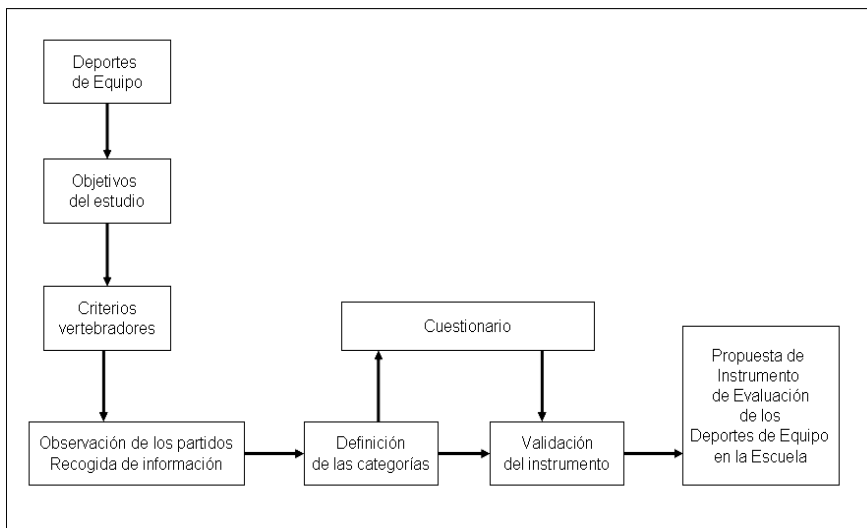 Deportes
de Equipo
Objetivos
del estudio
Criterios
vertebradores
Observación de los partidos
Recogida de información
Definición
de las categorías
Cuestionario
Validación
del instrumento
Propuesta de
Instrumento
de Evaluación
de los
Deportes de Equipo
en la Escuela